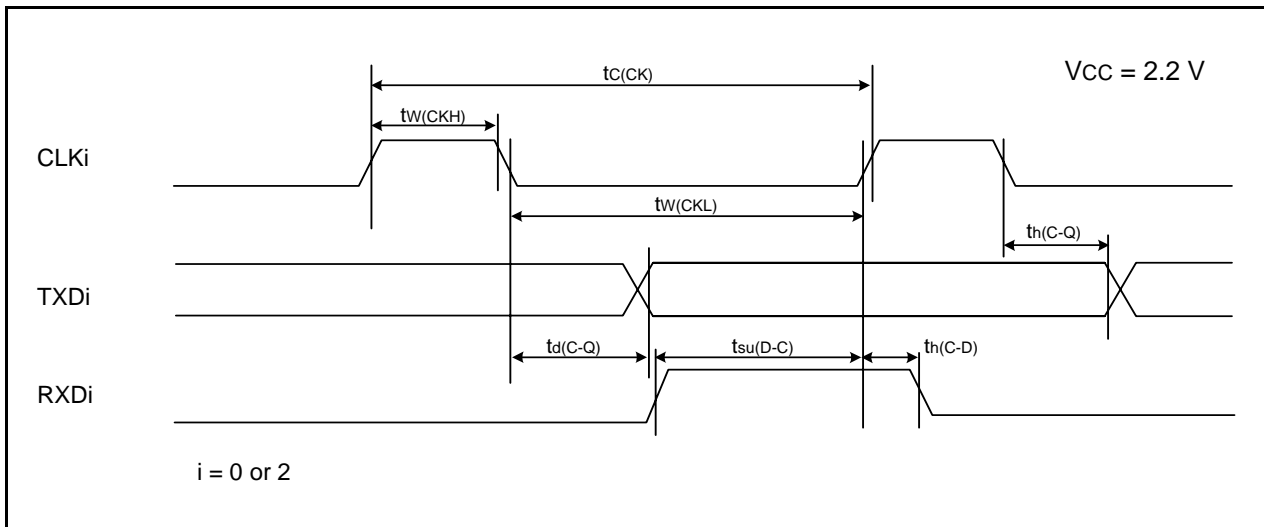 VCC = 2.2 V
tC(CK)
tW(CKH)
CLKi
tW(CKL)
th(C-Q)
TXDi
td(C-Q)
tsu(D-C)
th(C-D)
RXDi
i = 0 or 2